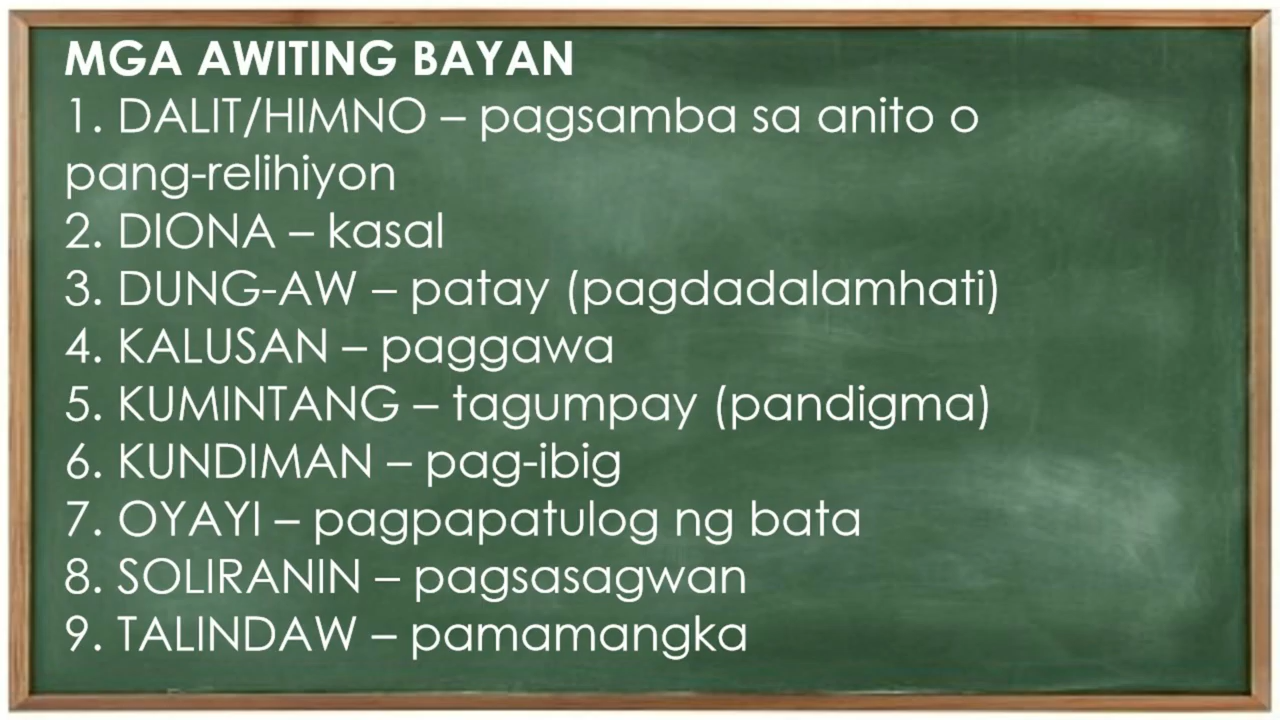 MGA AWITING BAYAN
1. DALIT/HIMNO – pagsamba sa anito o
pang-relihiyon
2. DIONA – kasal
3. DUNG-AW – patay (pagdadalamhati)
4. KALUSAN – paggawa
5. KUMINTANG – tagumpay (pandigma)
6. KUNDIMAN – pag-ibig
7. OYAYI – pagpapatulog ng bata
8. SOLIRANIN – pagsasagwan
9. TALINDAW – pamamangka